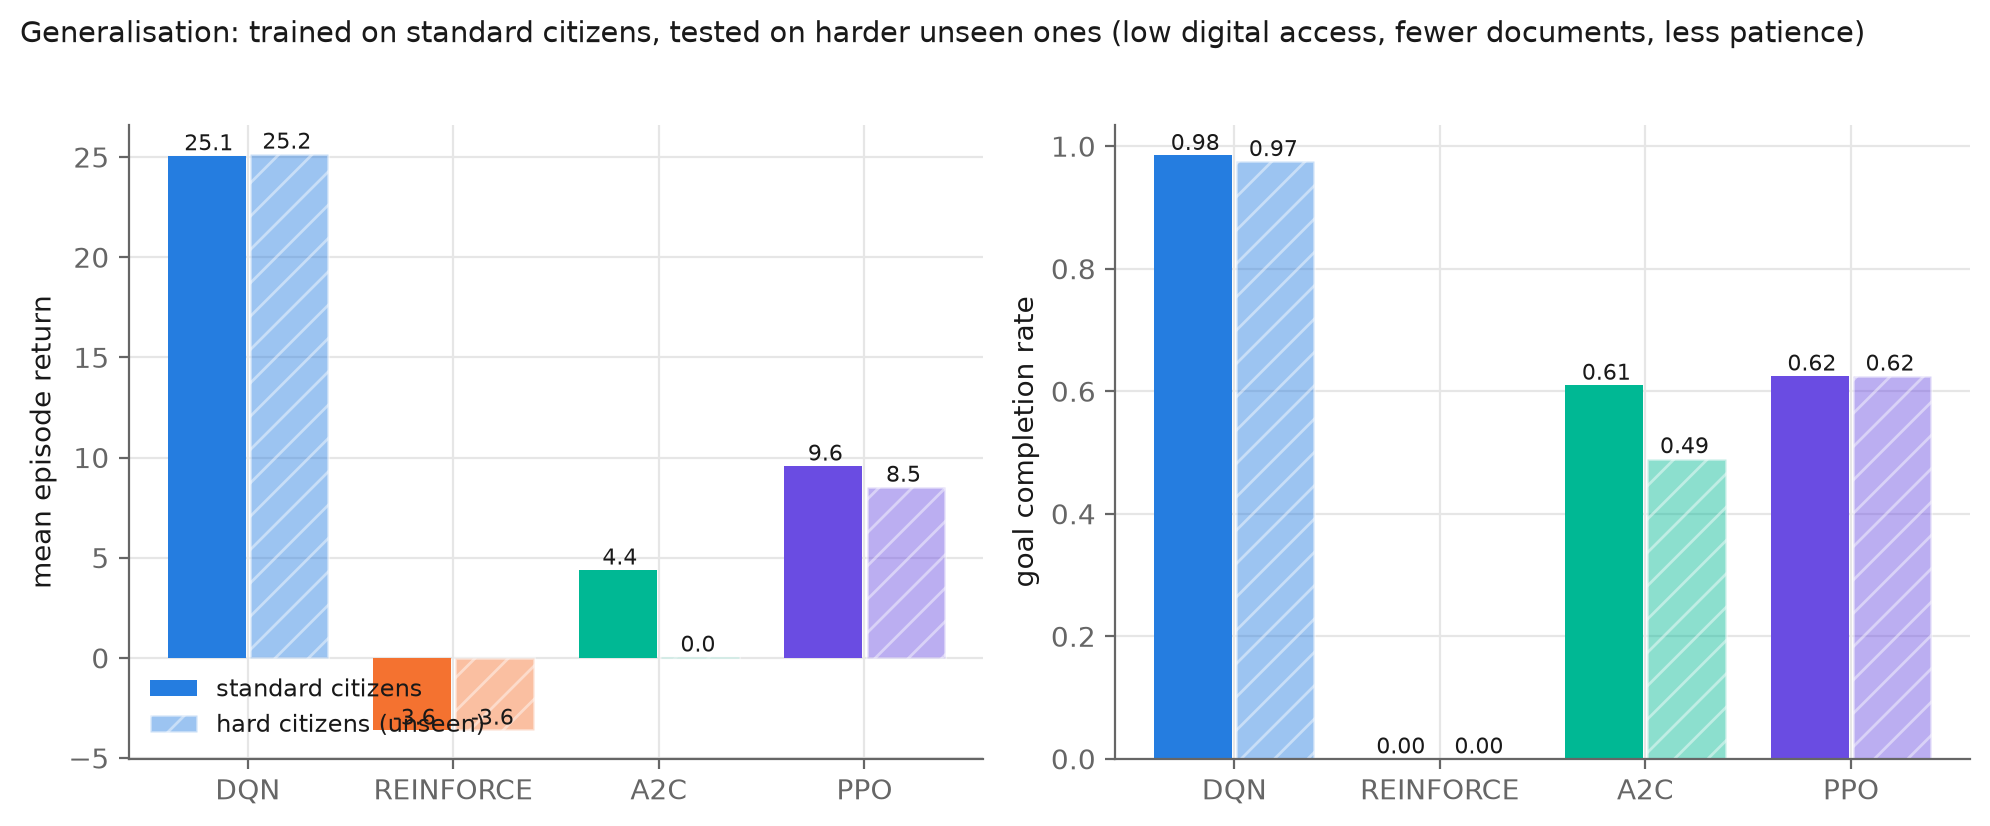 Generalisation: trained on standard citizens, tested on harder unseen ones (low digital access, fewer documents, less patience)
mean episode return
25
20
15
10
5
0
−5
25.1
25.2
-3.6
-3.6
4.4
0.0
9.6
8.5
standard citizens
hard citizens (unseen)
DQN
REINFORCE
A2C
PPO
goal completion rate
1.0
0.8
0.6
0.4
0.2
0.0
0.98
0.97
0.00
0.00
0.61
0.49
0.62
0.62
DQN
REINFORCE
A2C
PPO